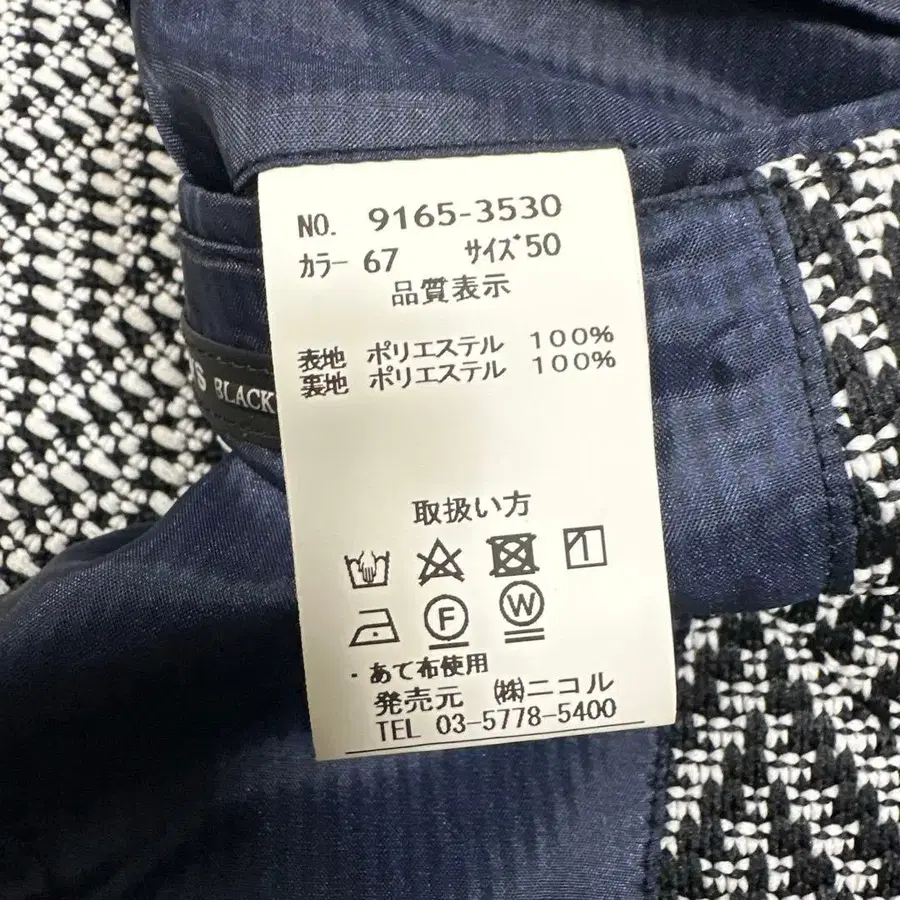 NO. 9165-3530
ｶﾗｰ 67 ｻｲｽﾞ50
品質表示
表地 ポリエステル 100%
裏地 ポリエステル 100%
BLACK
取扱い方
1
F W
・あて布使用
発売元 ㈱ニコル
TEL 03-5778-5400